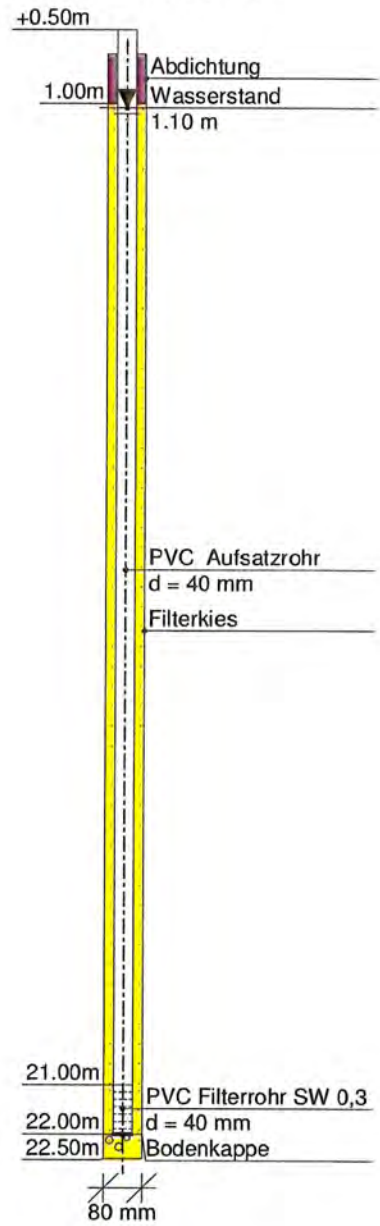 +0.50m
Abdichtung
1.00m
Wasserstand
1.10 m
PVC Aufsatzrohr
d = 40 mm
Filterkies
21.00m
PVC Filterrohr SW 0,3
22.00m
d = 40 mm
22.50m
Bodenkappe
80 mm